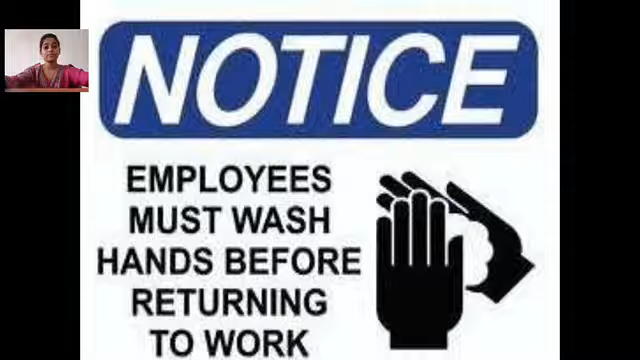 NOTICE
EMPLOYEES
MUST WASH
HANDS BEFORE
RETURNING
TO WORK